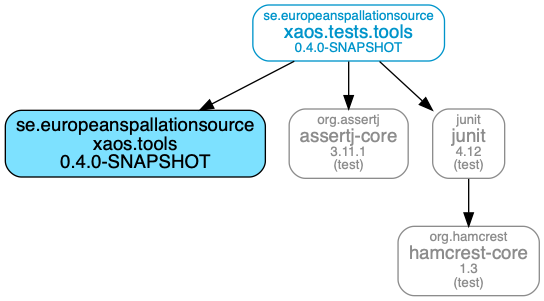 se.europeanspallationsource
xaos.tests.tools
0.4.0-SNAPSHOT
se.europeanspallationsource
xaos.tools
0.4.0-SNAPSHOT
org.assertj
assertj-core
3.11.1
(test)
junit
junit
4.12
(test)
org.hamcrest
hamcrest-core
1.3
(test)